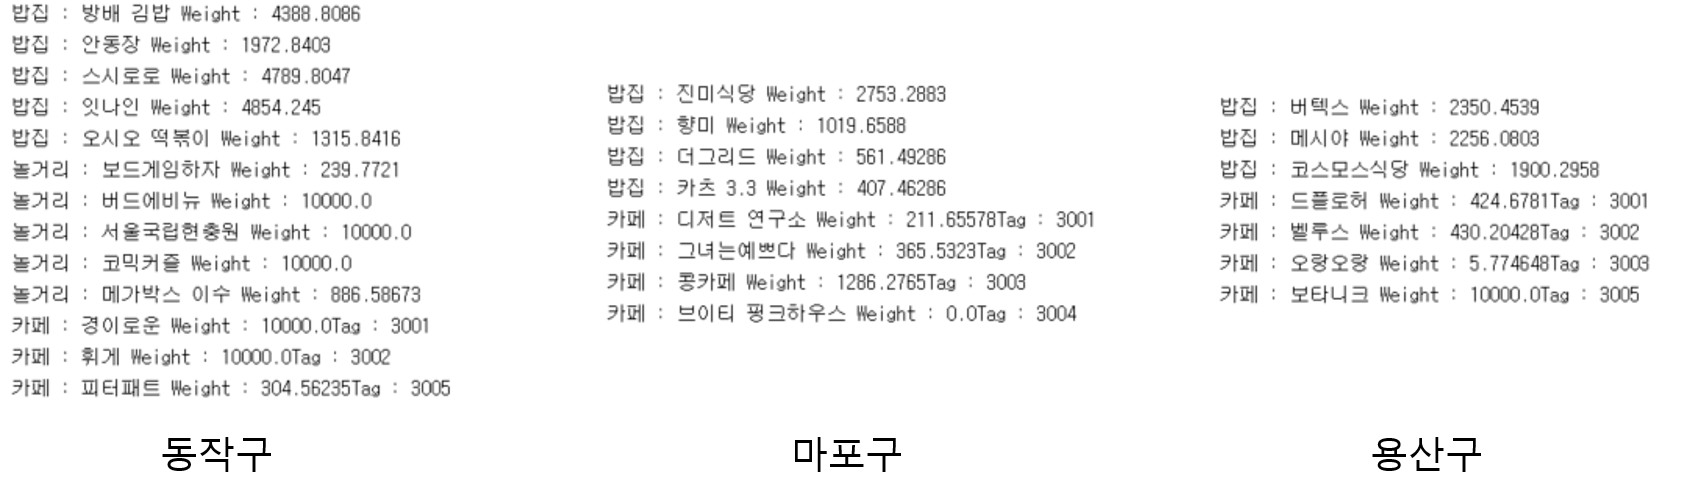 밥집 : 방배 김밥 Weight : 4388.8086
밥집 : 안동장 Weight : 1972.8403
밥집 : 스시로로 Weight : 4789.8047
밥집 : 잇나인 Weight : 4854.245
밥집 : 오시오 떡볶이 Weight : 1315.8416
놀거리 : 보드게임하자 Weight : 239.7721
놀거리 : 버드에비뉴 Weight : 10000.0
놀거리 : 서울국립현충원 Weight : 10000.0
놀거리 : 코믹커즐 Weight : 10000.0
놀거리 : 메가박스 이수 Weight : 886.58673
카페 : 경이로운 Weight : 10000.0Tag : 3001
카페 : 휘게 Weight : 10000.0Tag : 3002
카페 : 피터패트 Weight : 304.56235Tag : 3005
동작구
밥집 : 진미식당 Weight : 2753.2883
밥집 : 향미 Weight : 1019.6588
밥집 : 더그리드 Weight : 561.49286
밥집 : 카츠 3.3 Weight : 407.46286
카페 : 디저트 연구소 Weight : 211.65578Tag : 3001
카페 : 그녀는예쁘다 Weight : 365.5323Tag : 3002
카페 : 콩카페 Weight : 1286.2765Tag : 3003
카페 : 브이티 핑크하우스 Weight : 0.0Tag : 3004
마포구
밥집 : 버텍스 Weight : 2350.4539
밥집 : 메시야 Weight : 2256.0803
밥집 : 코스모스식당 Weight : 1900.2958
카페 : 드플로허 Weight : 424.6781Tag : 3001
카페 : 벨루스 Weight : 430.20428Tag : 3002
카페 : 오랑오랑 Weight : 5.774648Tag : 3003
카페 : 보타니크 Weight : 10000.0Tag : 3005
용산구